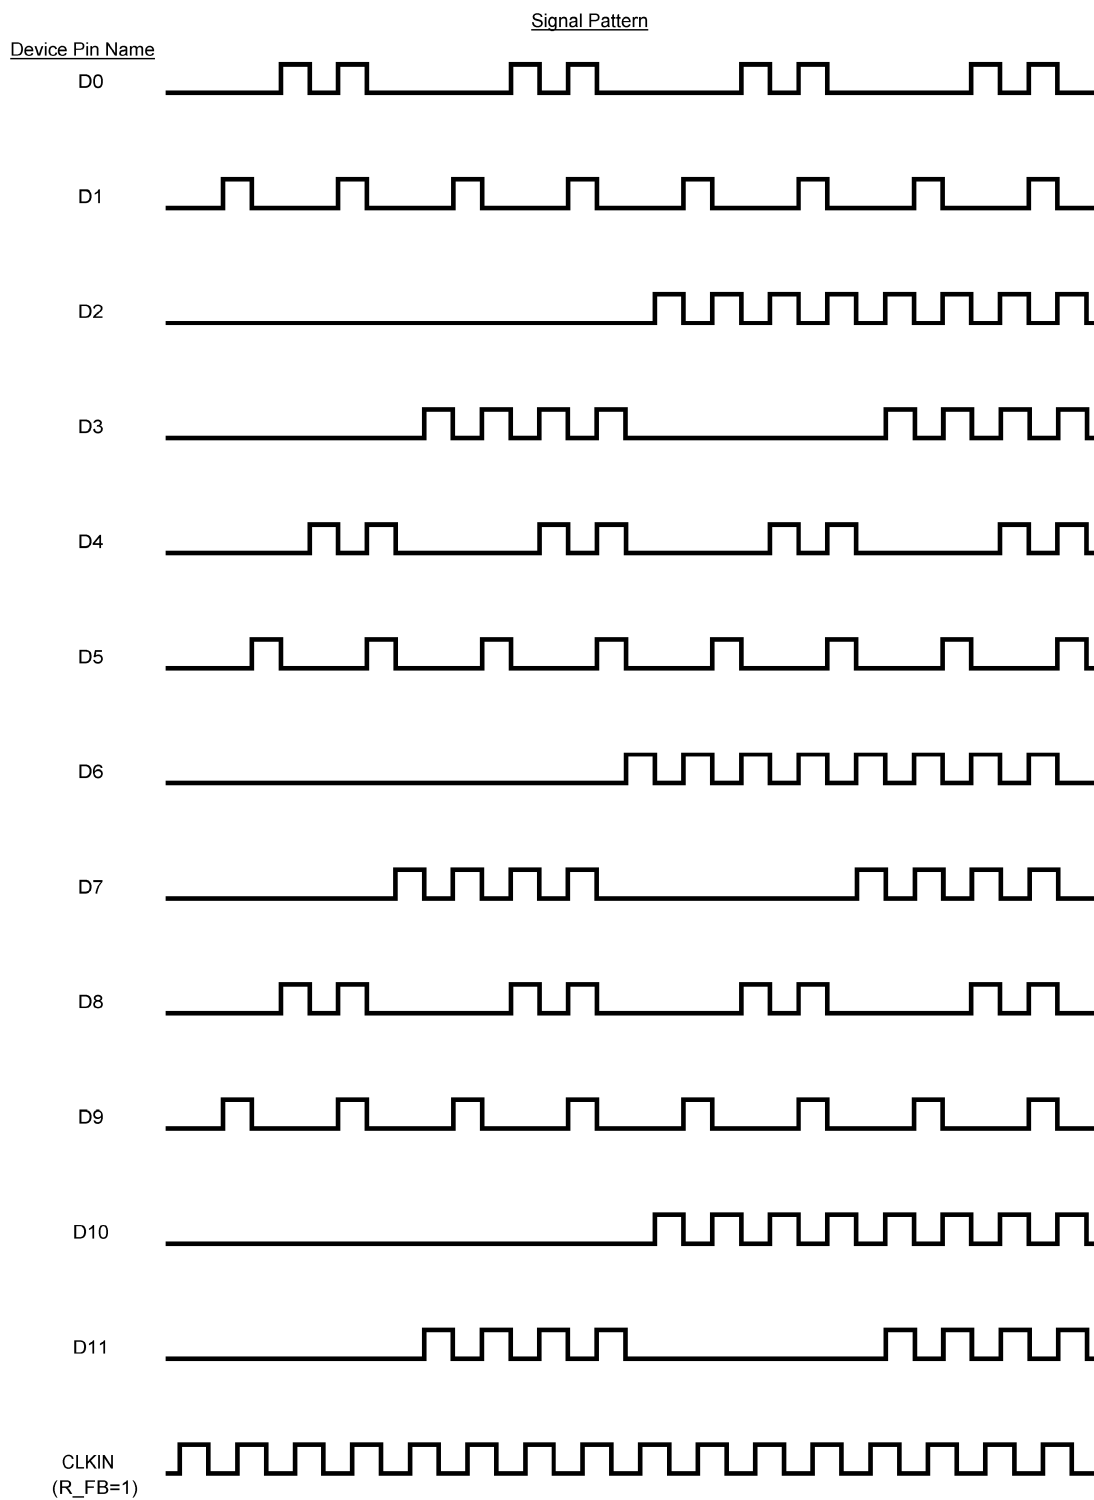 Signal Pattern
Device Pin Name
D0
D1
D2
D3
D4
D5
D6
D7
D8
D9
D10
D11
CLKIN
(R_FB=1)